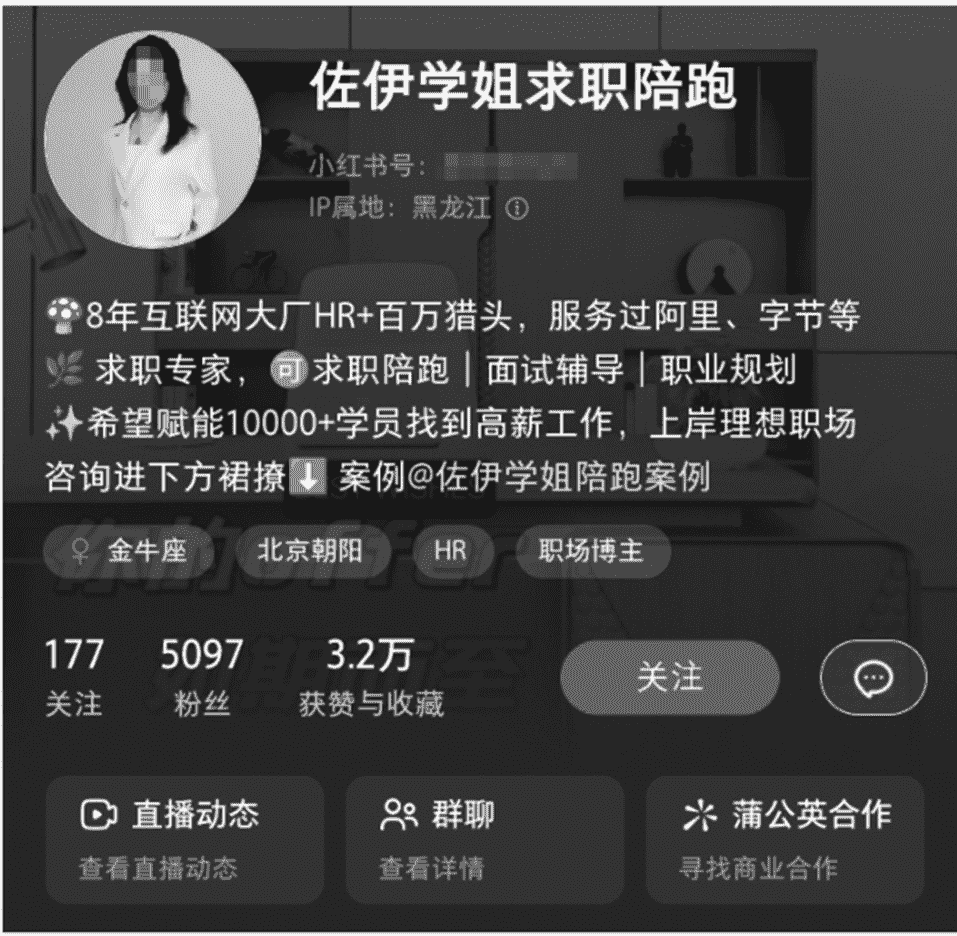 佐伊学姐求职陪跑
小红书号：
IP属地：黑龙江
🍄8年互联网大厂HR+百万猎头，服务过阿里、字节等
🌿 求职专家，🉑求职陪跑｜面试辅导｜职业规划
✨希望赋能10000+学员找到高薪工作，上岸理想职场
咨询进下方裙撩⬇️ 案例@佐伊学姐陪跑案例
♀ 金牛座 北京朝阳 HR 职场博主
你的offer
177 5097 3.2万
关注 粉丝 获赞与收藏
关注
直播动态 群聊 蒲公英合作
查看直播动态 查看详情 寻找商业合作